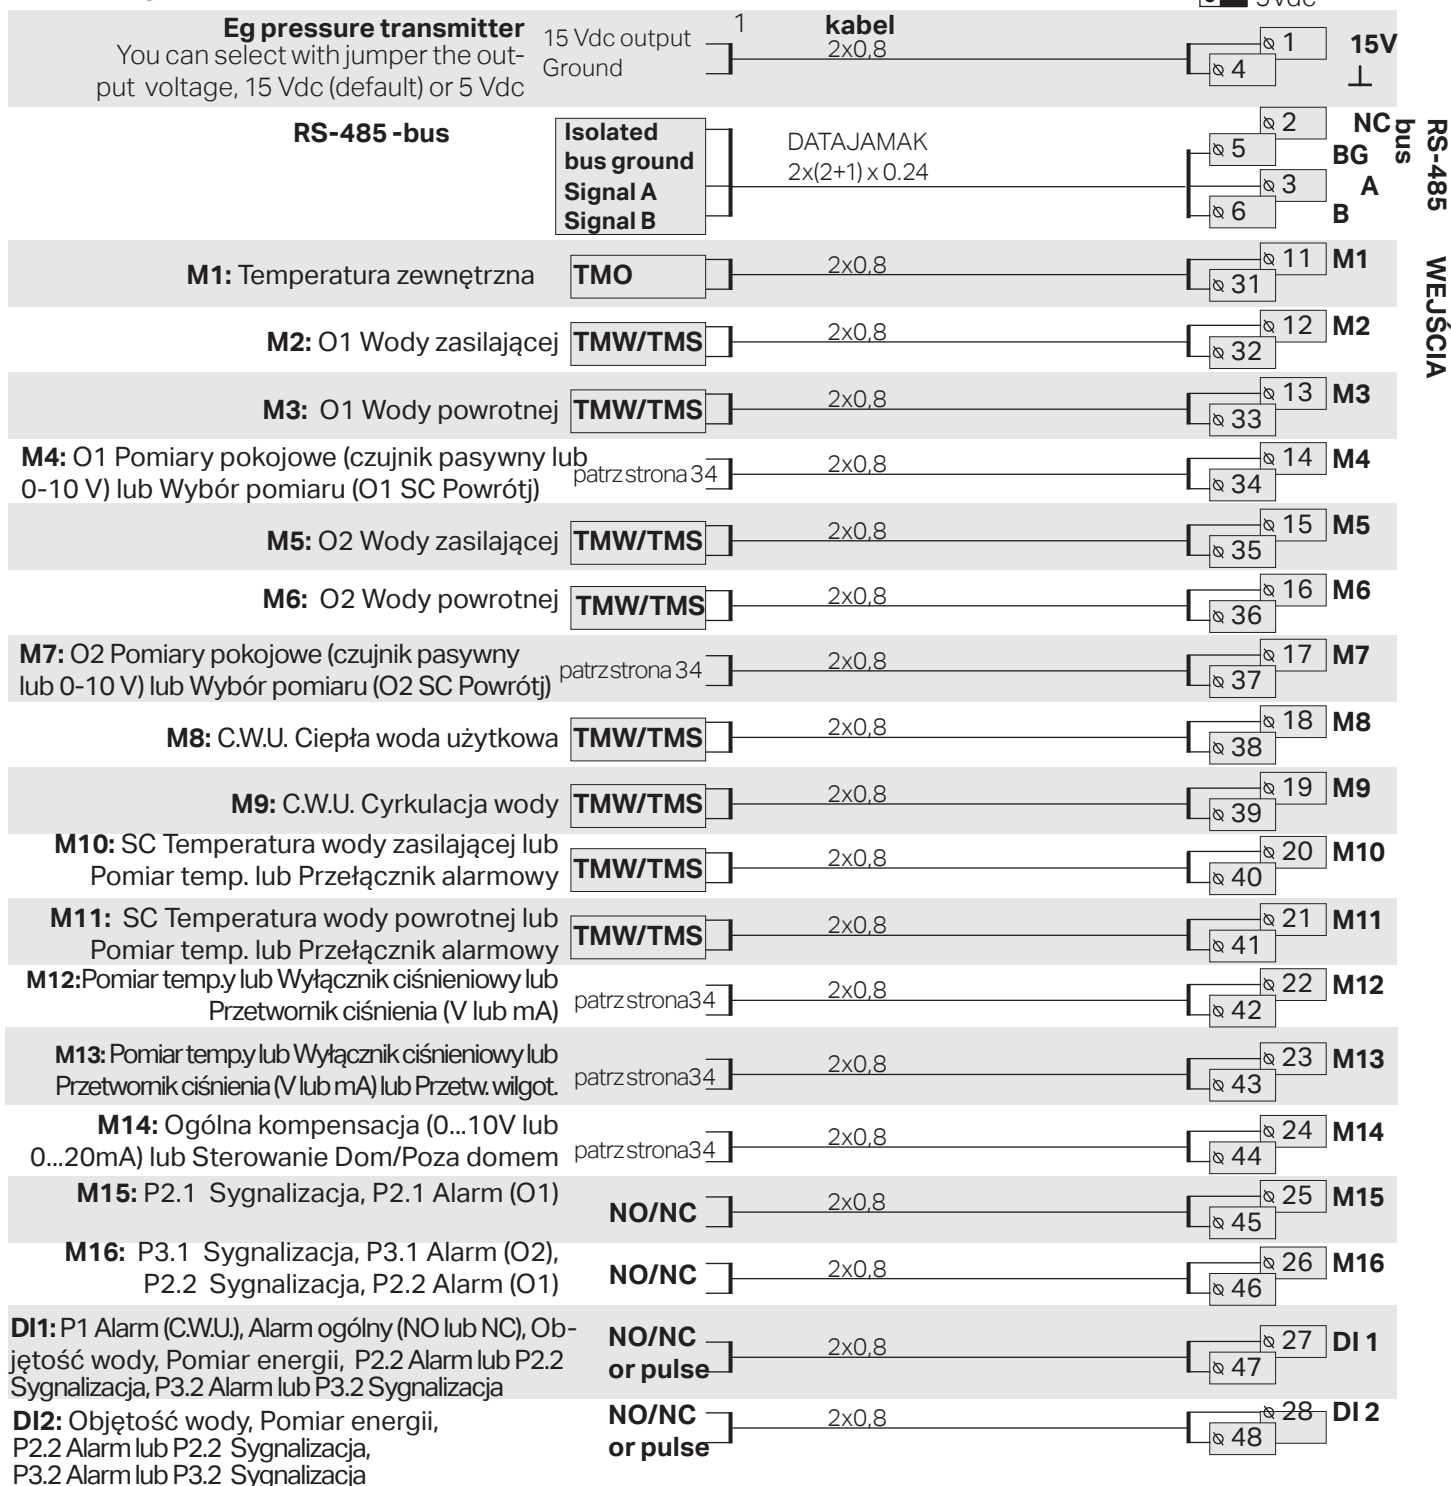 5 Vdc
Eg pressure transmitter
You can select with jumper the out-
put voltage, 15 Vdc (default) or 5 Vdc
15 Vdc output
Ground
1
kabel
2x0,8
1 15V
4 ⊥
RS-485 -bus
Isolated
bus ground
Signal A
Signal B
DATAJAMAK
2x(2+1) x 0.24
2 NC
5 BG
3 A
6 B
RS-485
bus
WEJŚCIA
M1: Temperatura zewnętrzna TMO 2x0,8 11 M1
31
M2: O1 Wody zasilającej TMW/TMS 2x0,8 12 M2
32
M3: O1 Wody powrotnej TMW/TMS 2x0,8 13 M3
33
M4: O1 Pomiary pokojowe (czujnik pasywny lub
0-10 V) lub Wybór pomiaru (O1 SC Powrótj)
patrz strona 34 2x0,8 14 M4
34
M5: O2 Wody zasilającej TMW/TMS 2x0,8 15 M5
35
M6: O2 Wody powrotnej TMW/TMS 2x0,8 16 M6
36
M7: O2 Pomiary pokojowe (czujnik pasywny
lub 0-10 V) lub Wybór pomiaru (O2 SC Powrótj)
patrz strona 34 2x0,8 17 M7
37
M8: C.W.U. Ciepła woda użytkowa TMW/TMS 2x0,8 18 M8
38
M9: C.W.U. Cyrkulacja wody TMW/TMS 2x0,8 19 M9
39
M10: SC Temperatura wody zasilającej lub
Pomiar temp. lub Przełącznik alarmowy
TMW/TMS 2x0,8 20 M10
40
M11: SC Temperatura wody powrotnej lub
Pomiar temp. lub Przełącznik alarmowy
TMW/TMS 2x0,8 21 M11
41
M12:Pomiar temp.y lub Wyłącznik ciśnieniowy lub
Przetwornik ciśnienia (V lub mA)
patrz strona34 2x0,8 22 M12
42
M13: Pomiar temp.y lub Wyłącznik ciśnieniowy lub
Przetwornik ciśnienia (V lub mA) lub Przetw. wilgot.
patrz strona34 2x0,8 23 M13
43
M14: Ogólna kompensacja (0...10V lub
0...20mA) lub Sterowanie Dom/Poza domem
patrz strona34 2x0,8 24 M14
44
M15: P2.1 Sygnalizacja, P2.1 Alarm (O1)
NO/NC 2x0,8 25 M15
45
M16: P3.1 Sygnalizacja, P3.1 Alarm (O2),
P2.2 Sygnalizacja, P2.2 Alarm (O1)
NO/NC 2x0,8 26 M16
46
DI1: P1 Alarm (C.W.U.), Alarm ogólny (NO lub NC), Ob-
jętość wody, Pomiar energii, P2.2 Alarm lub P2.2
Sygnalizacja, P3.2 Alarm lub P3.2 Sygnalizacja
NO/NC
or pulse
2x0,8 27 DI 1
47
DI2: Objętość wody, Pomiar energii,
P2.2 Alarm lub P2.2 Sygnalizacja,
P3.2 Alarm lub P3.2 Sygnalizacja
NO/NC
or pulse
2x0,8 28 DI 2
48